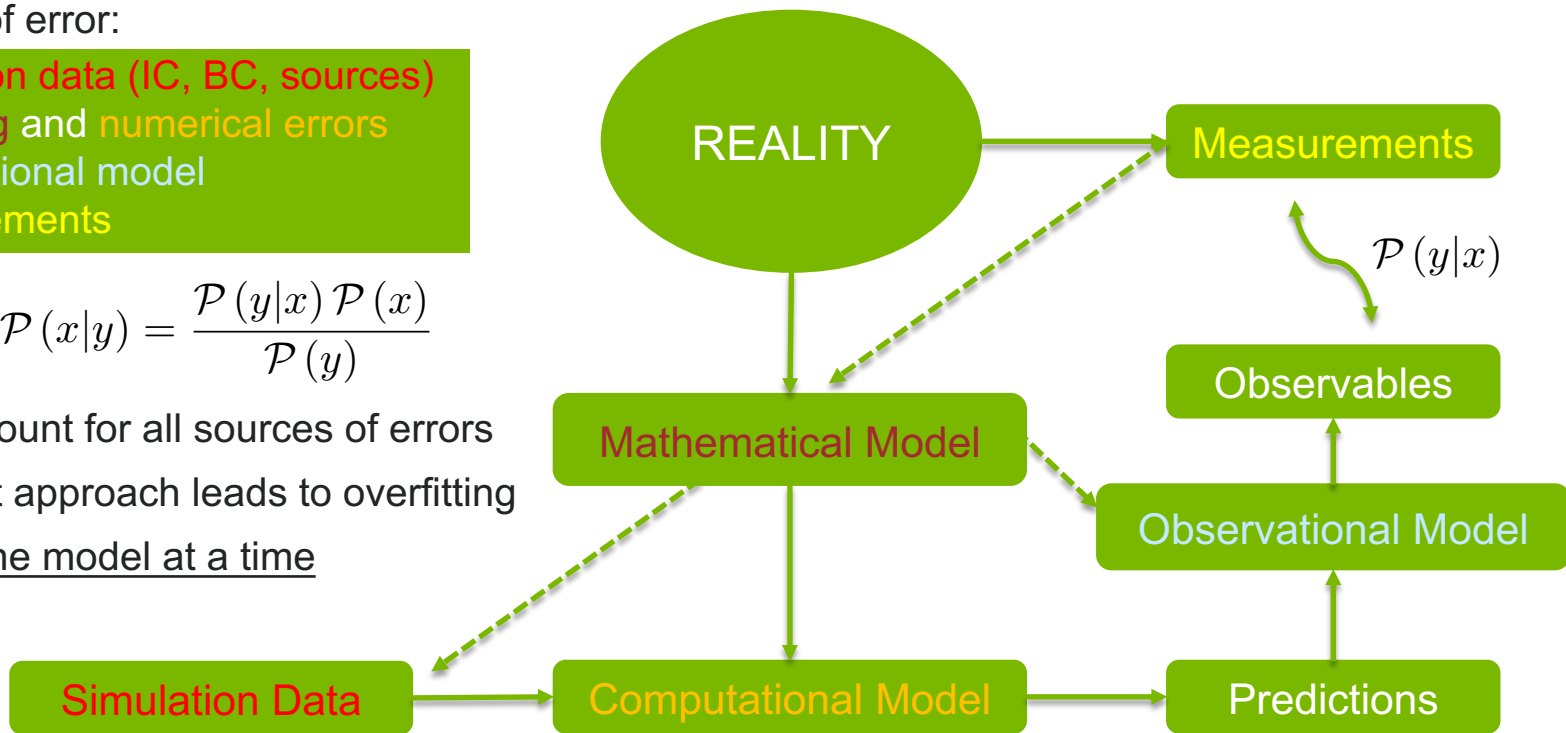 of error:
on data (IC, BC, sources)
g and numerical errors
tional model
ements
P (x|y) = P (y|x) P (x) / P (y)
ount for all sources of errors
t approach leads to overfitting
ne model at a time
REALITY
Measurements
P (y|x)
Observables
Mathematical Model
Observational Model
Simulation Data
Computational Model
Predictions